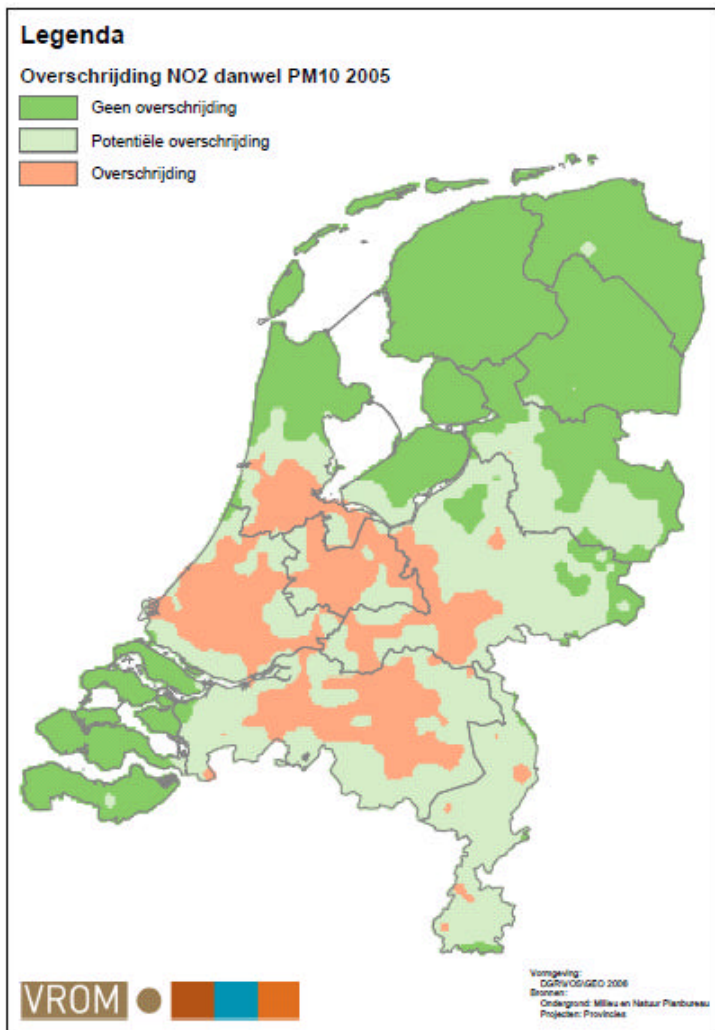 Legenda
Overschrijding NO2 danwel PM10 2005
Geen overschrijding
Potentiële overschrijding
Overschrijding
VROM
Vormgeving:
DGR\VOS\GEO 2006
Bronnen:
Ondergrond: Milieu en Natuur Planbureau
Projecten: Provincies